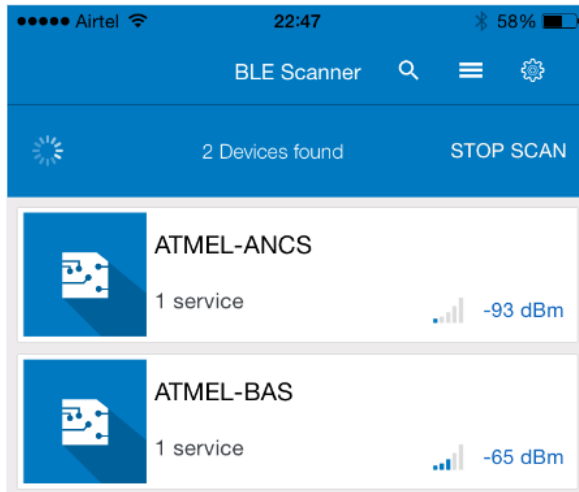 Airtel 22:47 58%
BLE Scanner
2 Devices found STOP SCAN
ATMEL-ANCS
1 service -93 dBm
ATMEL-BAS
1 service -65 dBm